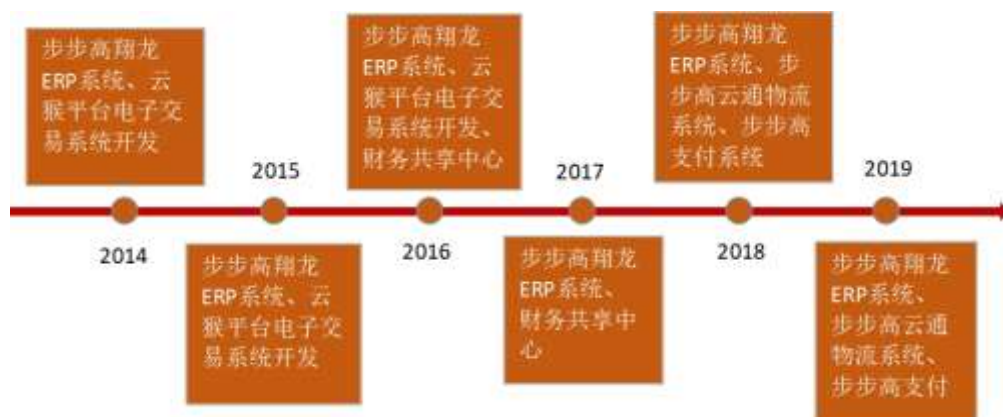 步步高翔龙
ERP系统、云
猴平台电子交
易系统开发
2014
2015
步步高翔龙
ERP系统、云
猴平台电子交
易系统开发
步步高翔龙
ERP系统、云
猴平台电子交
易系统开发、
财务共享中心
2016
2017
步步高翔龙
ERP系统、
财务共享中
心
步步高翔龙
ERP系统、步
步高云通物流
系统、步步高
支付系统
2018
2019
步步高翔龙
ERP系统、
步步高云通
物流系统、
步步高支付